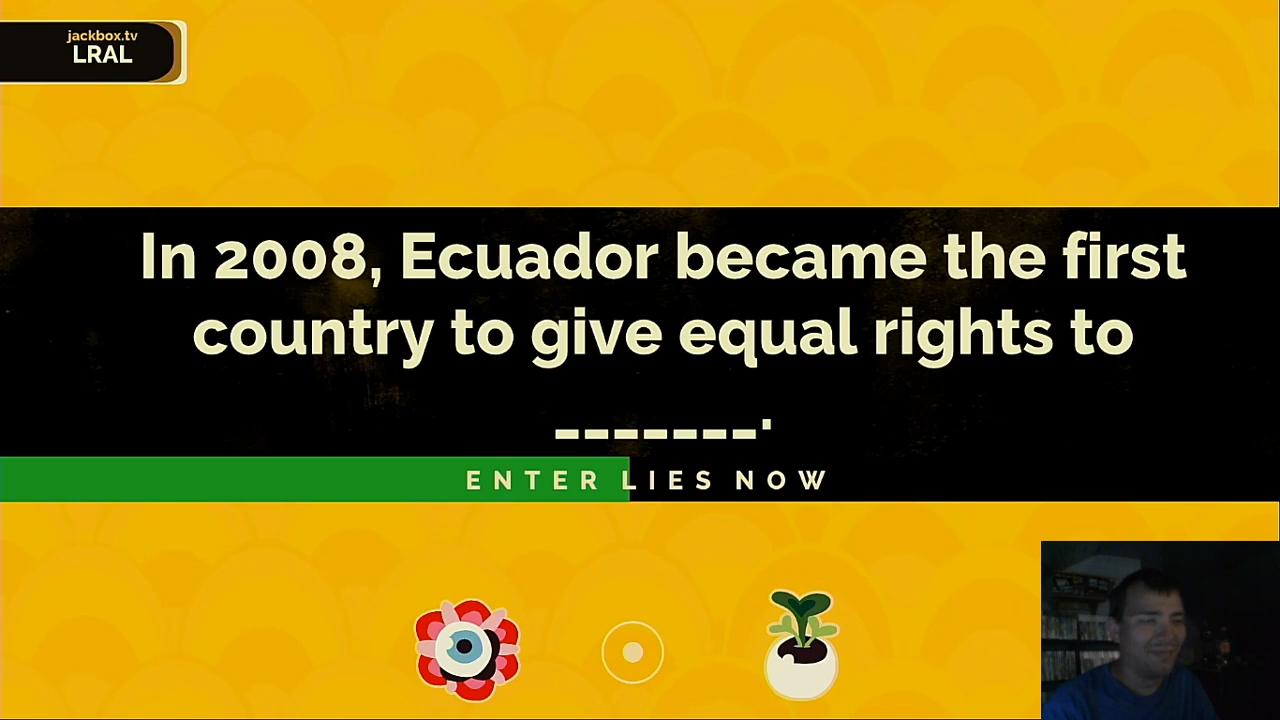 jackbox.tv
LRAL
In 2008, Ecuador became the first
country to give equal rights to
_______.
ENTER LIES NOW